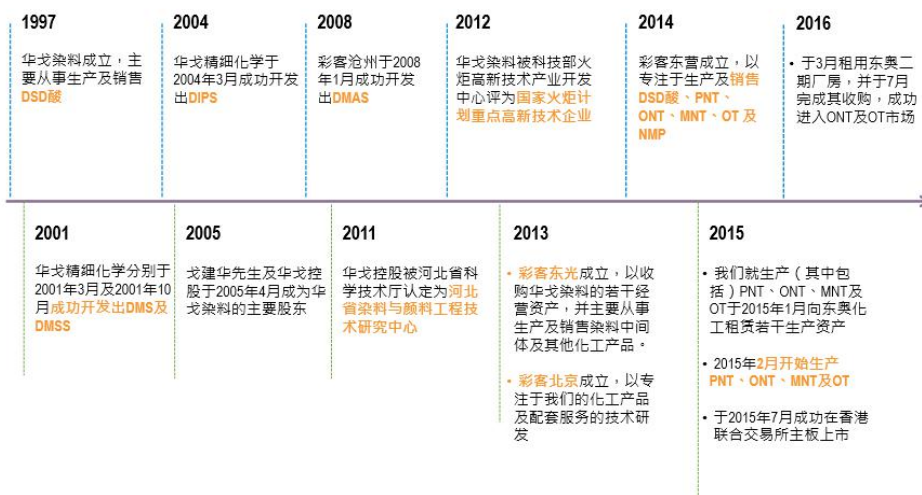 1997
华戈染料成立，主
要从事生产及销售
DSD酸
2004
华戈精细化学于
2004年3月成功开发
出DIPS
2008
彩客沧州于2008
年1月成功开发
出DMAS
2012
华戈染料被科技部火
炬高新技术产业开发
中心评为国家火炬计
划重点高新技术企业
2014
彩客东营成立，以
专注于生产及销售
DSD酸、PNT、
ONT、MNT、OT 及
NMP
2016
• 于3月租用东奥二
期厂房，并于7月
完成其收购，成功
进入ONT及OT市场
2001
华戈精细化学分别于
2001年3月及2001年10
月成功开发出DMS及
DMSS
2005
戈建华先生及华戈控
股于2005年4月成为华
戈染料的主要股东
2011
华戈控股被河北省科
学技术厅认定为河北
省染料与颜料工程技
术研究中心
2013
• 彩客东光成立，以收
购华戈染料的若干经
营资产，并主要从事
生产及销售染料中间
体及其他化工产品。
• 彩客北京成立，以专
注于我们的化工产品
及配套服务的技术研
发
2015
• 我们就生产（其中包
括）PNT、ONT、MNT及
OT于2015年1月向东奥化
工租赁若干生产资产
• 2015年2月开始生产
PNT、ONT、MNT及OT
• 于2015年7月成功在香港
联合交易所主板上市